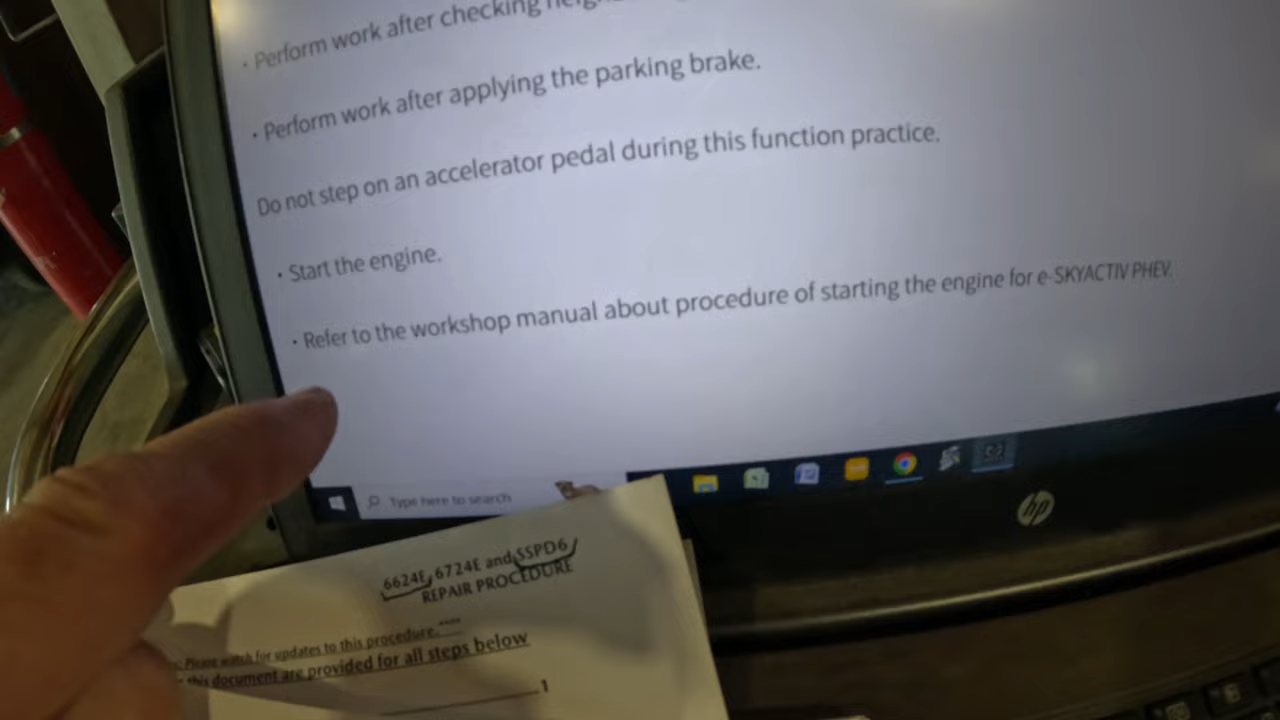 · Perform work after checking
· Perform work after applying the parking brake.
Do not step on an accelerator pedal during this function practice.
· Start the engine.
· Refer to the workshop manual about procedure of starting the engine for e-SKYACTIV PHEV.
Type here to search
hp
6624E, 6724E and SSPD6
REPAIR PROCEDURE
: Please watch for updates to this procedure.****
this document are provided for all steps below
1